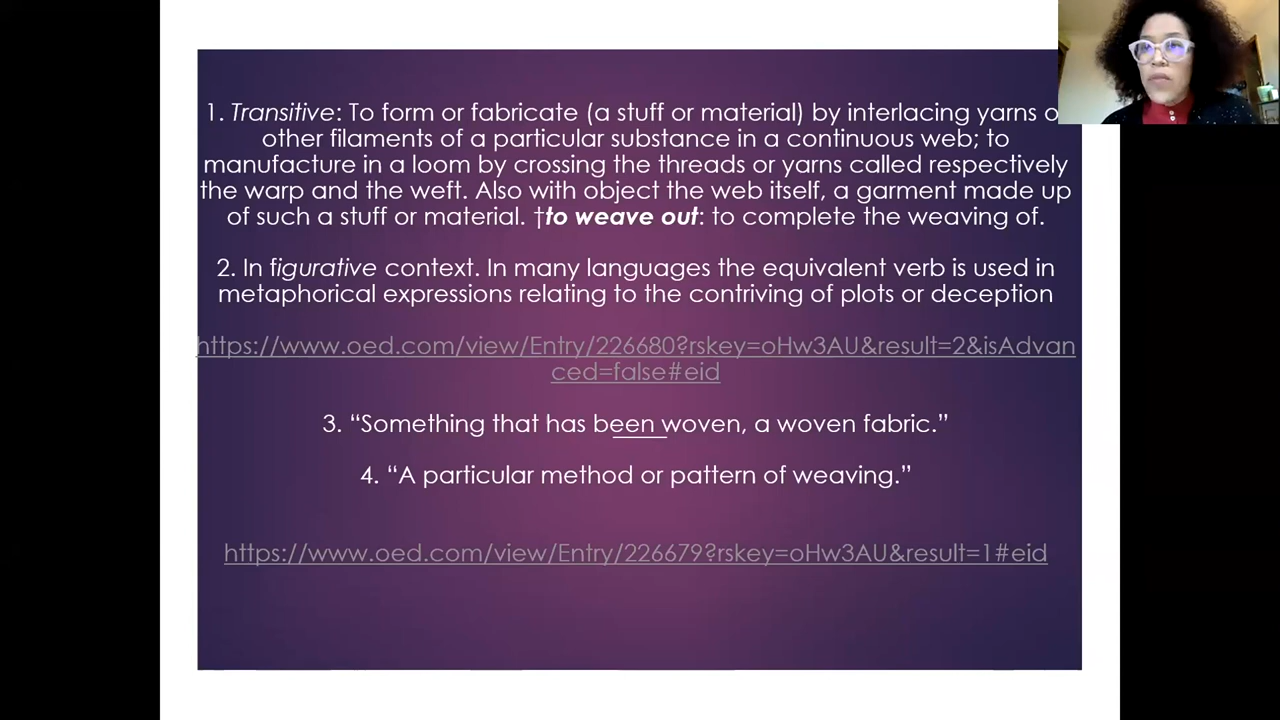 1. Transitive: To form or fabricate (a stuff or material) by interlacing yarns
other filaments of a particular substance in a continuous web; to
manufacture in a loom by crossing the threads or yarns called respectively
the warp and the weft. Also with object the web itself, a garment made up
of such a stuff or material. †to weave out: to complete the weaving of.
2. In figurative context. In many languages the equivalent verb is used in
metaphorical expressions relating to the contriving of plots or deception
https://www.oed.com/view/Entry/226680?rskey=oHw3AU&result=2&isAdvan
ced=false#eid
3. “Something that has been woven, a woven fabric.”
4. “A particular method or pattern of weaving.”
https://www.oed.com/view/Entry/226679?rskey=oHw3AU&result=1#eid